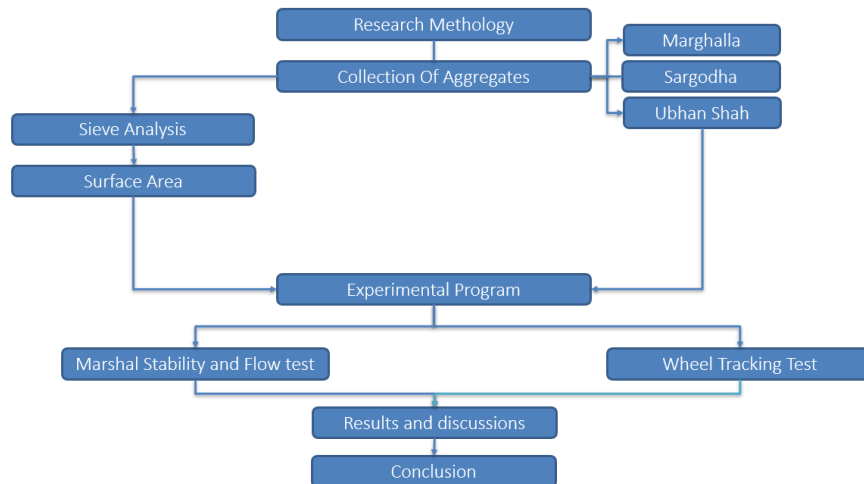 Research Methology
Marghalla
Collection Of Aggregates
Sargodha
Ubhan Shah
Sieve Analysis
Surface Area
Experimental Program
Marshal Stability and Flow test
Wheel Tracking Test
Results and discussions
Conclusion